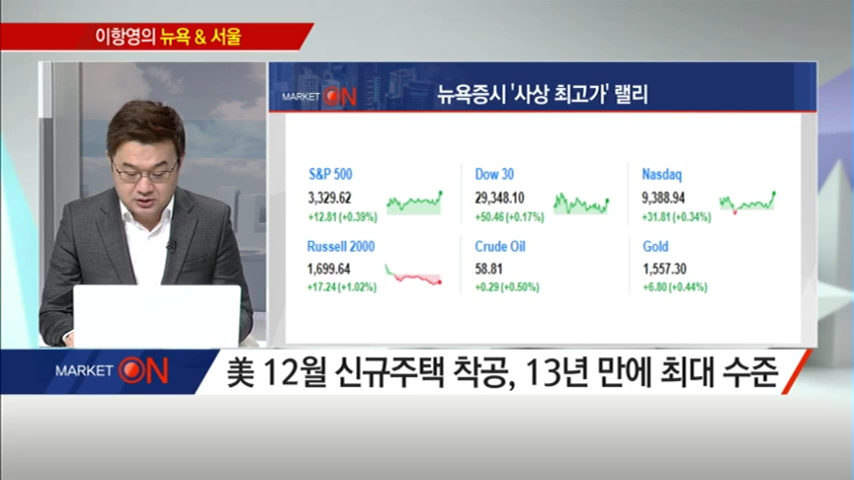 이항영의 뉴욕 & 서울
MARKET ON
뉴욕증시 '사상 최고가' 랠리
S&P 500
3,329.62
+12.81 (+0.39%)
Dow 30
29,348.10
+50.46 (+0.17%)
Nasdaq
9,388.94
+31.81 (+0.34%)
Russell 2000
1,699.64
+17.24 (+1.02%)
Crude Oil
58.81
+0.29 (+0.50%)
Gold
1,557.30
+6.80 (+0.44%)
MARKET ON
美 12월 신규주택 착공, 13년 만에 최대 수준